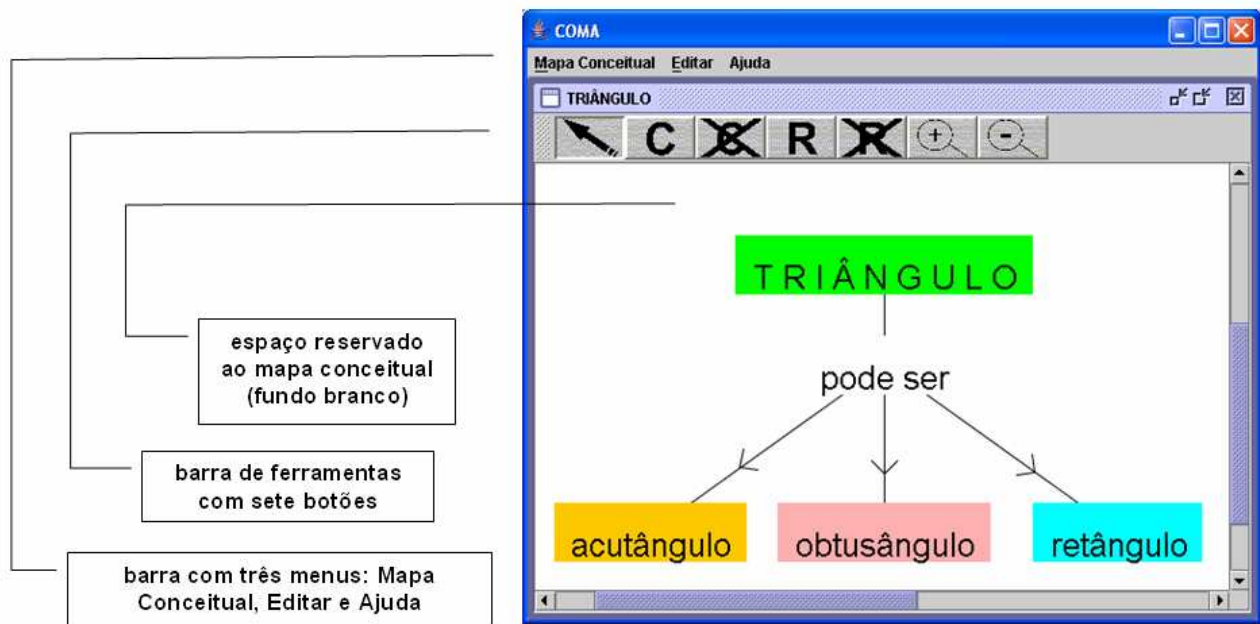 COMA
Mapa Conceitual Editar Ajuda
TRIÂNGULO
C C R R + -
TRIÂNGULO
pode ser
acutângulo obtusângulo retângulo
espaço reservado
ao mapa conceitual
(fundo branco)
barra de ferramentas
com sete botões
barra com três menus: Mapa
Conceitual, Editar e Ajuda